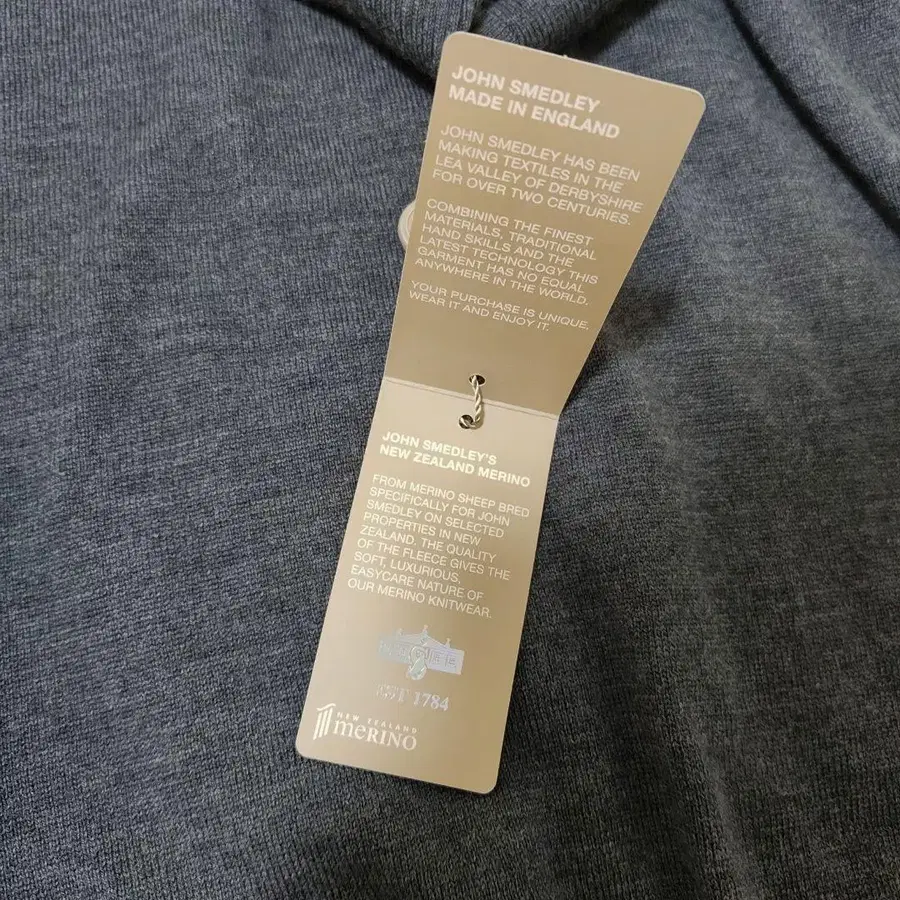 JOHN SMEDLEY
MADE IN ENGLAND
JOHN SMEDLEY HAS BEEN
MAKING TEXTILES IN THE
LEA VALLEY OF DERBYSHIRE
FOR OVER TWO CENTURIES.
COMBINING THE FINEST
MATERIALS, TRADITIONAL
HAND SKILLS AND THE
LATEST TECHNOLOGY THIS
GARMENT HAS NO EQUAL
ANYWHERE IN THE WORLD.
YOUR PURCHASE IS UNIQUE.
WEAR IT AND ENJOY IT.
JOHN SMEDLEY'S
NEW ZEALAND MERINO
FROM MERINO SHEEP BRED
SPECIFICALLY FOR JOHN
SMEDLEY ON SELECTED
PROPERTIES IN NEW
ZEALAND. THE QUALITY
OF THE FLEECE GIVES THE
SOFT, LUXURIOUS,
EASYCARE NATURE OF
OUR MERINO KNITWEAR.
EST 1784
NEW ZEALAND
merino